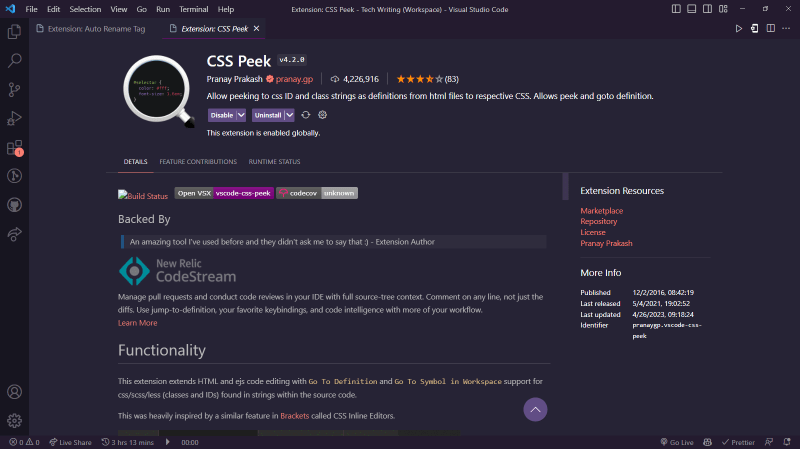 File Edit Selection View Go Run Terminal Help
Extension: CSS Peek - Tech Writing (Workspace) - Visual Studio Code
Extension: Auto Rename Tag
Extension: CSS Peek
CSS Peek v4.2.0
Pranay Prakash pranay.gp 4,226,916 (83)
Allow peeking to css ID and class strings as definitions from html files to respective CSS. Allows peek and goto definition.
Disable Uninstall
This extension is enabled globally.
DETAILS FEATURE CONTRIBUTIONS RUNTIME STATUS
Build Status Open VSX vscode-css-peek codecov unknown
Backed By
An amazing tool I've used before and they didn't ask me to say that :) - Extension Author
New Relic
CodeStream
Manage pull requests and conduct code reviews in your IDE with full source-tree context. Comment on any line, not just the
diffs. Use jump-to-definition, your favorite keybindings, and code intelligence with more of your workflow.
Learn More
Functionality
This extension extends HTML and ejs code editing with Go To Definition and Go To Symbol in Workspace support for
css/scss/less (classes and IDs) found in strings within the source code.
This was heavily inspired by a similar feature in Brackets called CSS Inline Editors.
Extension Resources
Marketplace
Repository
License
Pranay Prakash
More Info
Published 12/2/2016, 08:42:19
Last released 5/4/2021, 19:02:52
Last updated 4/26/2023, 09:18:24
Identifier pranaygp.vscode-css-
peek
1
0 0 Live Share 3 hrs 13 mins 00:00 Go Live Prettier